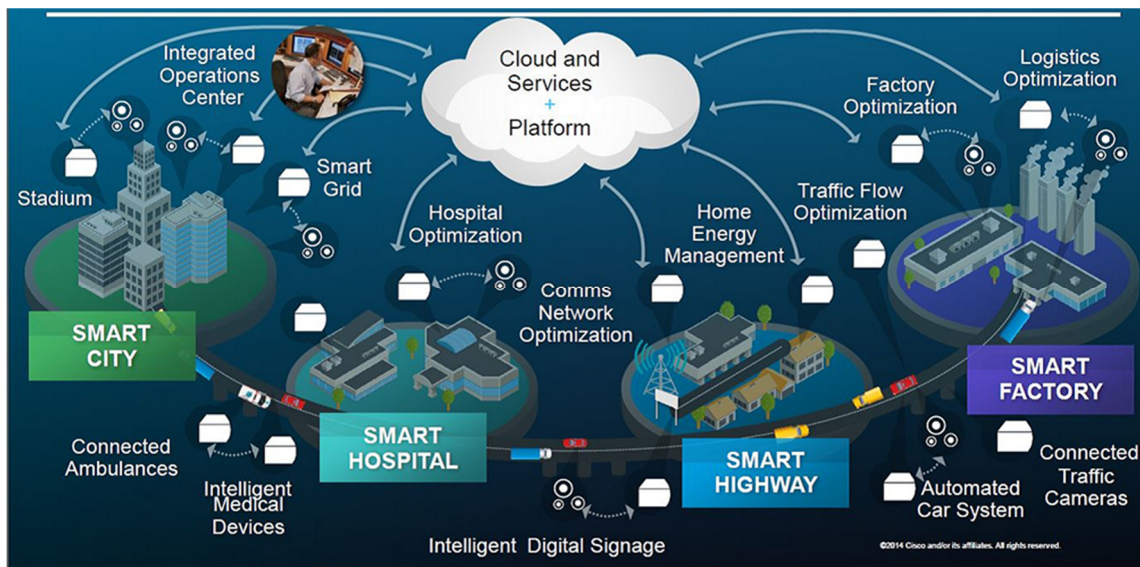 Integrated
Operations
Center
Cloud and
Services
+
Platform
Logistics
Optimization
Factory
Optimization
Stadium
Smart
Grid
Hospital
Optimization
Home
Energy
Management
Traffic Flow
Optimization
Comms
Network
Optimization
SMART
CITY
SMART
HOSPITAL
SMART
HIGHWAY
SMART
FACTORY
Connected
Ambulances
Intelligent
Medical
Devices
Intelligent Digital Signage
Automated
Car System
Connected
Traffic
Cameras
©2014 Cisco and/or its affiliates. All rights reserved.